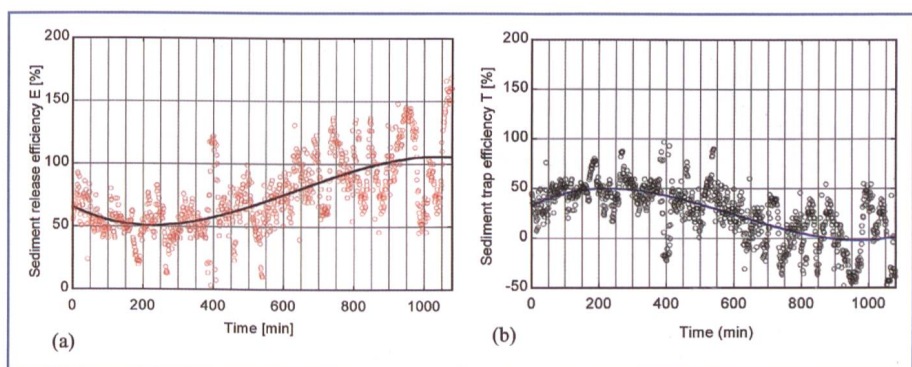 200
150
100
50
0
Sediment release efficiency E [%]
0 200 400 600 800 1000
Time [min]
(a)
200
150
100
50
0
-50
Sediment trap efficiency T [%]
0 200 400 600 800 1000
Time (min)
(b)